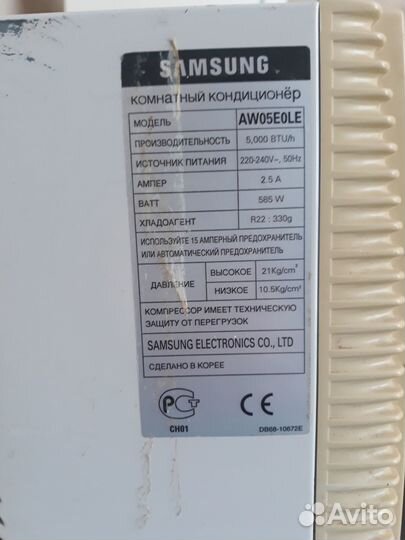 SAMSUNG
КОМНАТНЫЙ КОНДИЦИОНЁР
МОДЕЛЬ AW05E0LE
ПРОИЗВОДИТЕЛЬНОСТЬ 5,000 BTU/h
ИСТОЧНИК ПИТАНИЯ 220-240V~, 50Hz
АМПЕР 2.5 A
ВАТТ 585 W
ХЛАДОАГЕНТ R22 : 330g
ИСПОЛЬЗУЙТЕ 15 АМПЕРНЫЙ ПРЕДОХРАНИТЕЛЬ
ИЛИ АВТОМАТИЧЕСКИЙ ПРЕДОХРАНИТЕЛЬ
ДАВЛЕНИЕ ВЫСОКОЕ 21Kg/cm²
НИЗКОЕ 10.5Kg/cm²
КОМПРЕССОР ИМЕЕТ ТЕХНИЧЕСКУЮ
ЗАЩИТУ ОТ ПЕРЕГРУЗОК
SAMSUNG ELECTRONICS CO., LTD
СДЕЛАНО В КОРЕЕ
РСТ CE
CH01 DB68-10672E
Avito